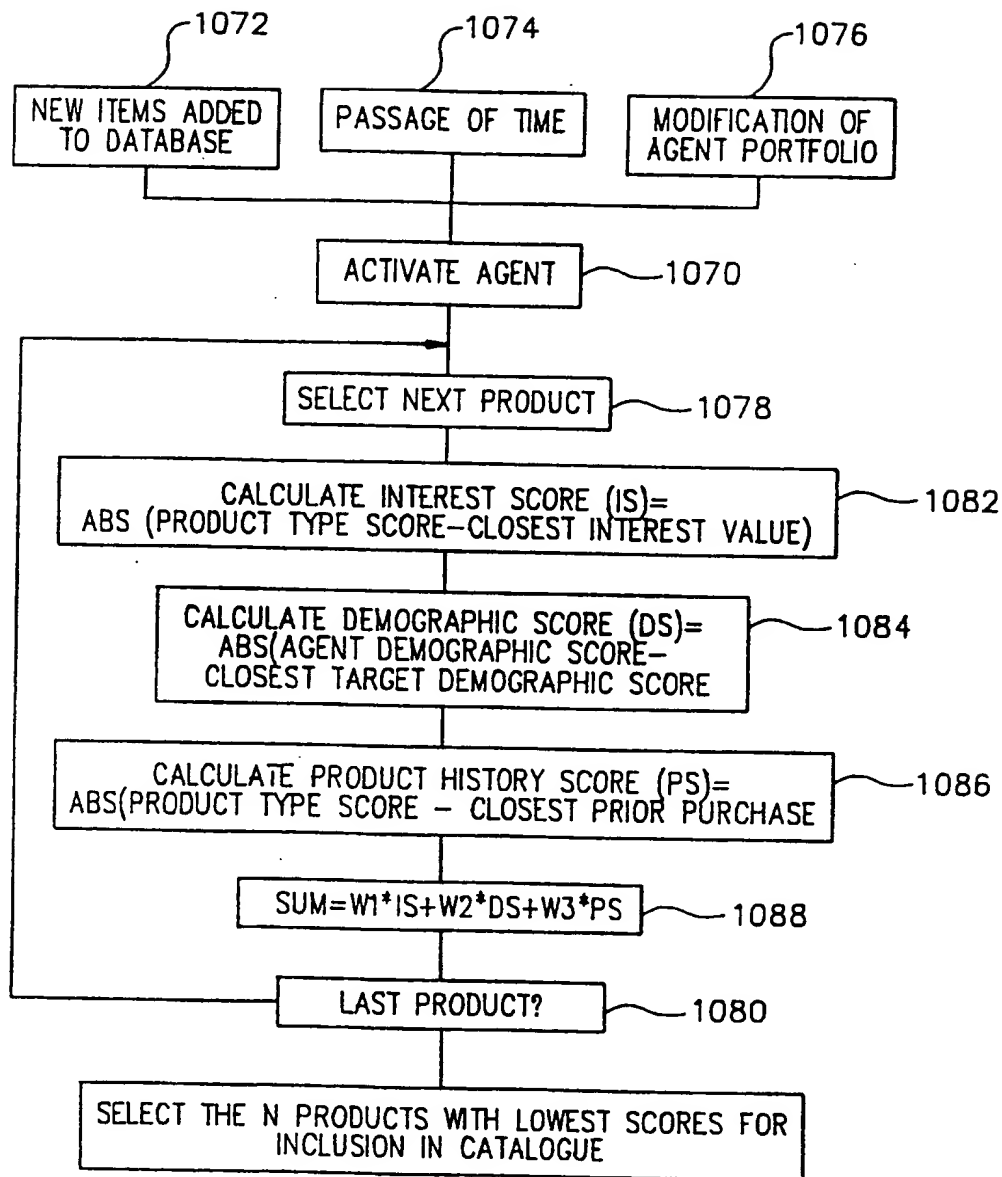 1072
1074
1076
NEW ITEMS ADDED
TO DATABASE
PASSAGE OF TIME
MODIFICATION OF
AGENT PORTFOLIO
ACTIVATE AGENT
1070
SELECT NEXT PRODUCT
1078
CALCULATE INTEREST SCORE (IS)=
ABS (PRODUCT TYPE SCORE-CLOSEST INTEREST VALUE)
1082
CALCULATE DEMOGRAPHIC SCORE (DS)=
ABS(AGENT DEMOGRAPHIC SCORE-
CLOSEST TARGET DEMOGRAPHIC SCORE
1084
CALCULATE PRODUCT HISTORY SCORE (PS)=
ABS(PRODUCT TYPE SCORE - CLOSEST PRIOR PURCHASE
1086
SUM=W1*IS+W2*DS+W3*PS
1088
LAST PRODUCT?
1080
SELECT THE N PRODUCTS WITH LOWEST SCORES FOR
INCLUSION IN CATALOGUE